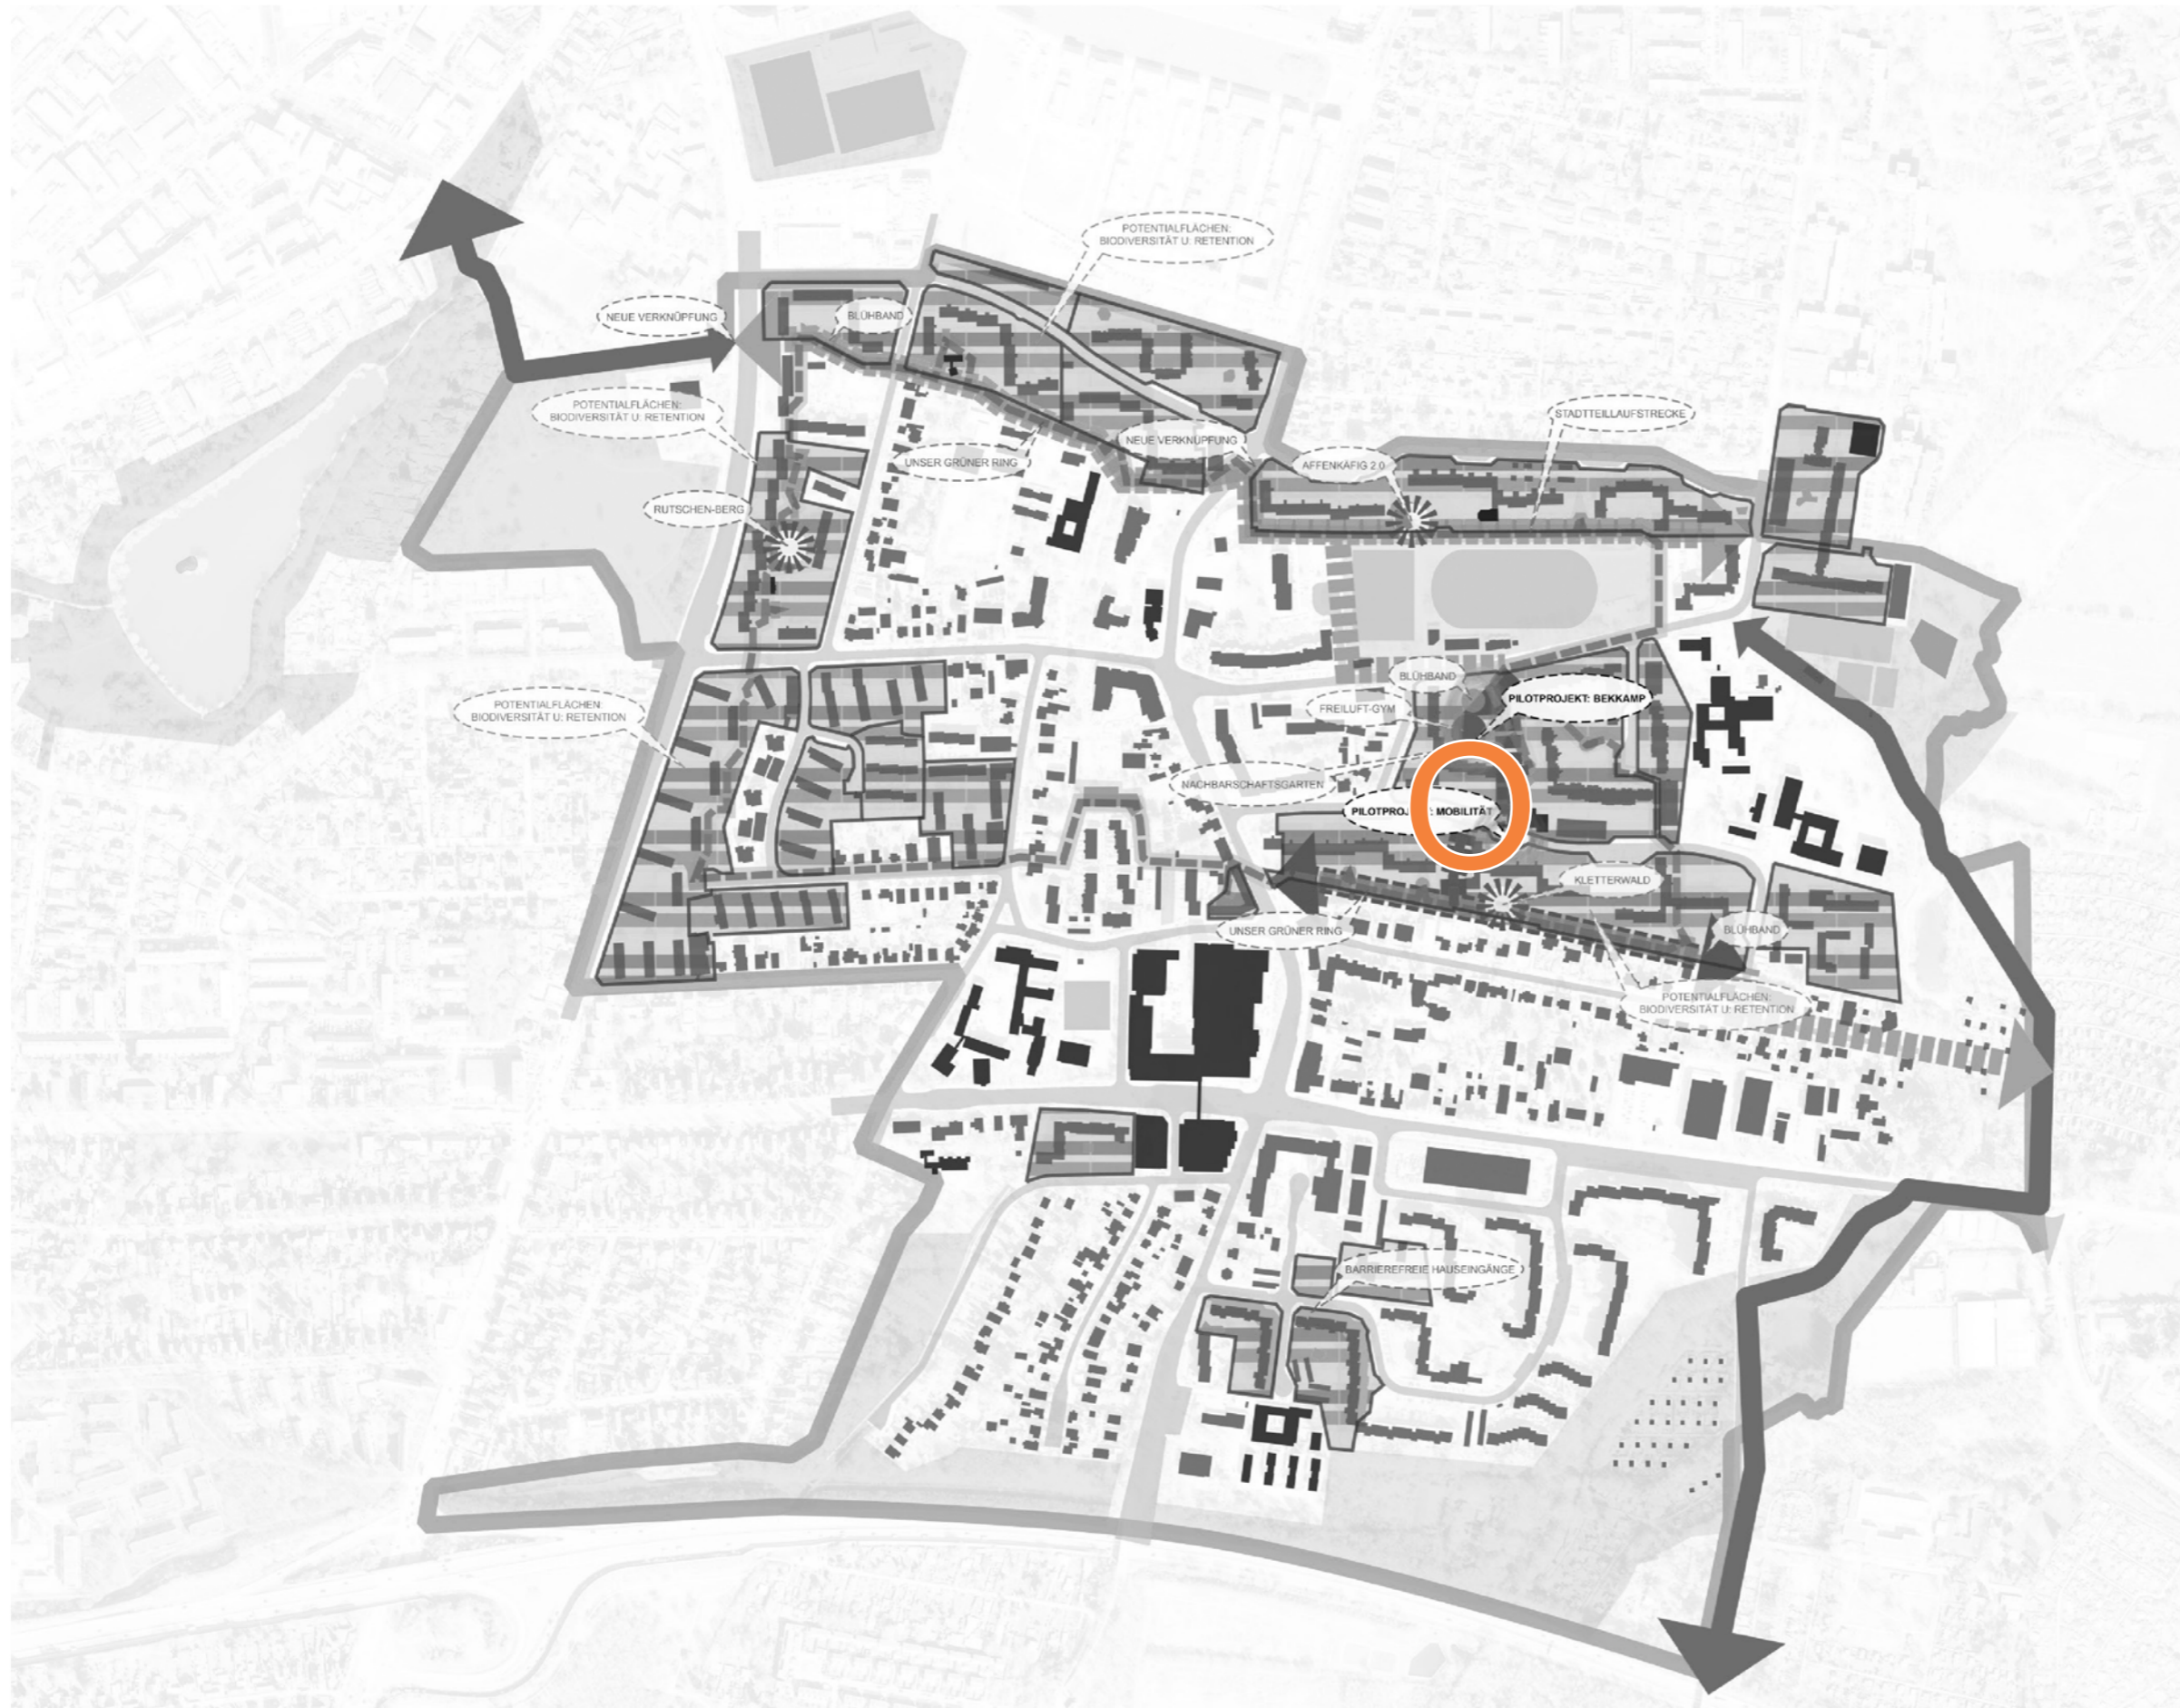 POTENTIALFLÄCHEN:
BIODIVERSITÄT U: RETENTION
NEUE VERKNÜPFUNG
BLÜHBAND
POTENTIALFLÄCHEN:
BIODIVERSITÄT U: RETENTION
STADTTEILLAUFSTRECKE
NEUE VERKNÜPFUNG
UNSER GRÜNER RING
AFFENKÄFIG 2.0
RUTSCHEN-BERG
BLÜHBAND
PILOTPROJEKT: BEKKAMP
POTENTIALFLÄCHEN:
BIODIVERSITÄT U: RETENTION
FREILUFT-GYM
NACHBARSCHAFTSGARTEN
MOBILITÄT
KLETTERWALD
UNSER GRÜNER RING
BLÜHBAND
POTENTIALFLÄCHEN:
BIODIVERSITÄT U: RETENTION
BARRIEREFREIE HAUSEINGÄNGE